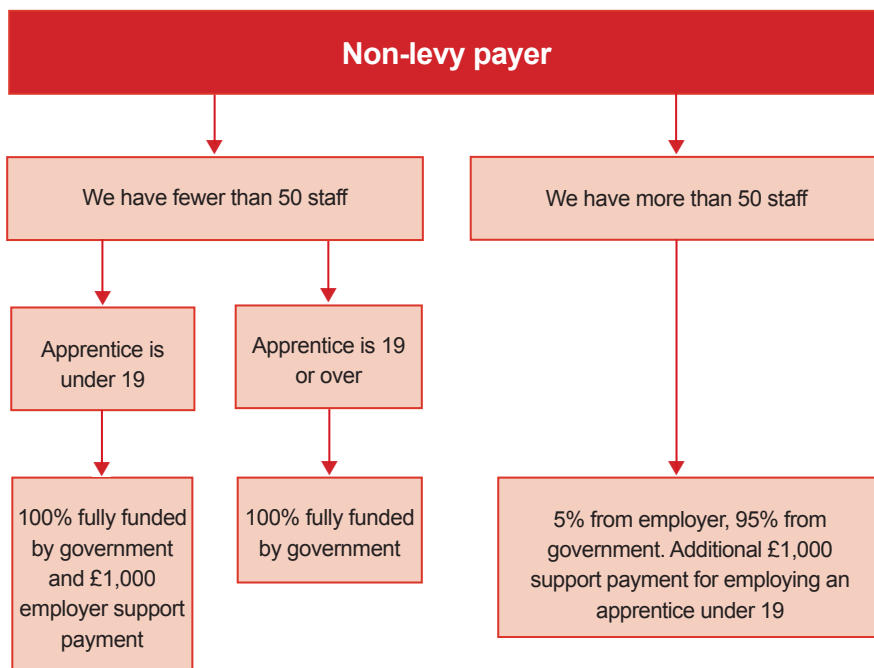 Non-levy payer
We have fewer than 50 staff
We have more than 50 staff
Apprentice is
under 19
Apprentice is 19
or over
100% fully funded
by government
and £1,000
employer support
payment
100% fully funded
by government
5% from employer, 95% from
government. Additional £1,000
support payment for employing an
apprentice under 19